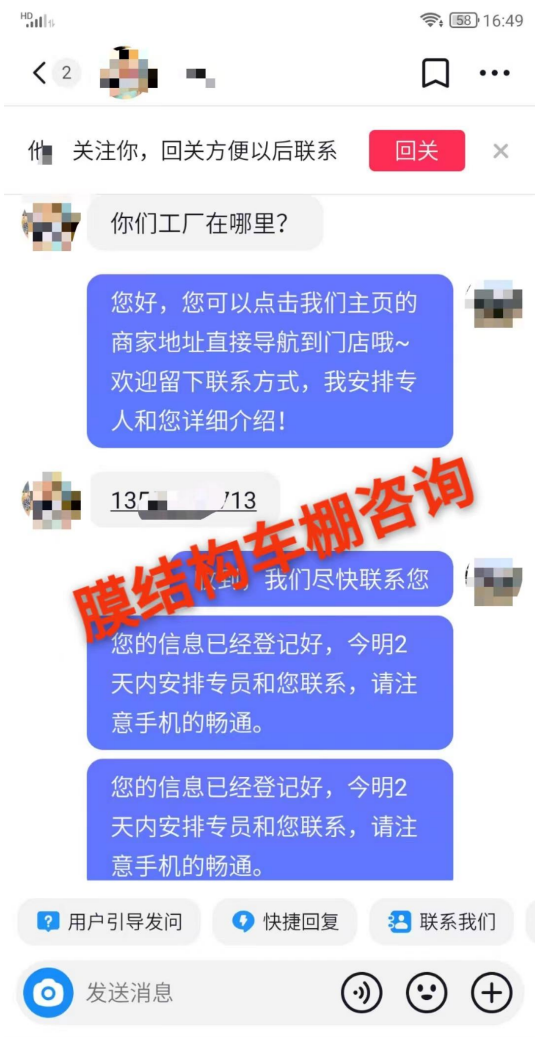 HD
58 16:49
2
他 关注你，回关方便以后联系
回关
你们工厂在哪里？
您好，您可以点击我们主页的
商家地址直接导航到门店哦~
欢迎留下联系方式，我安排专
人和您详细介绍！
135 713
膜结构车棚咨询
收到，我们尽快联系您
您的信息已经登记好，今明2
天内安排专员和您联系，请注
意手机的畅通。
您的信息已经登记好，今明2
天内安排专员和您联系，请注
意手机的畅通。
用户引导发问
快捷回复
联系我们
发送消息